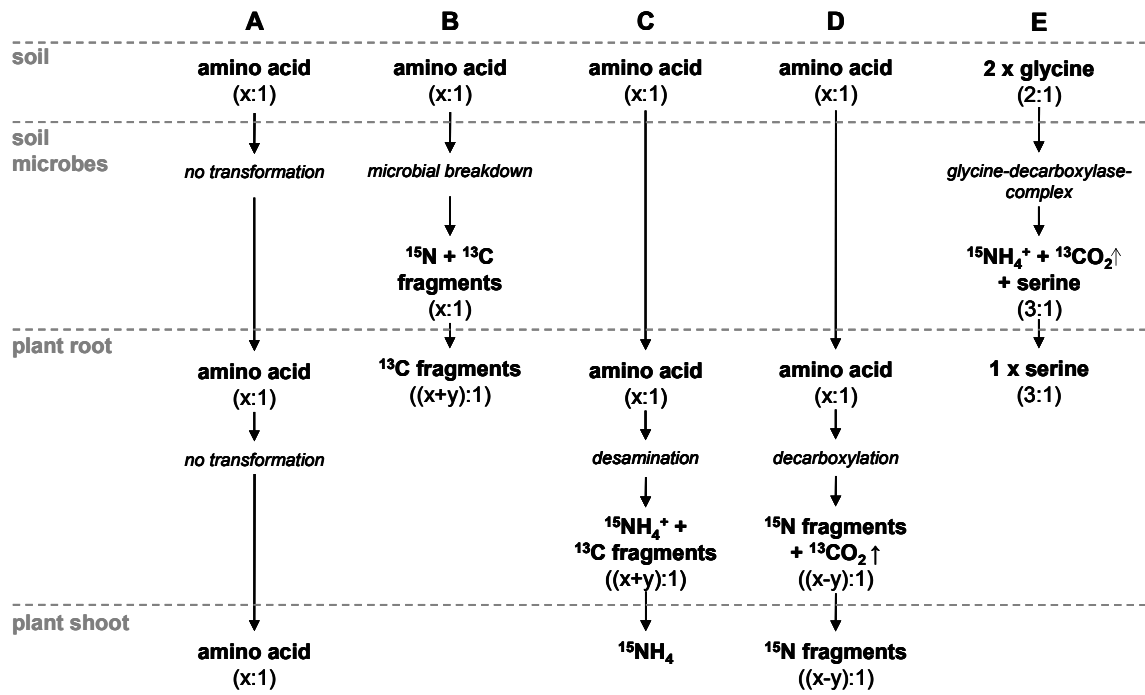 A B C D E
soil
amino acid amino acid amino acid amino acid 2 x glycine
(x:1) (x:1) (x:1) (x:1) (2:1)
soil
microbes
no transformation microbial breakdown glycine-decarboxylase-
complex
¹⁵N + ¹³C
fragments
(x:1)
¹⁵NH₄⁺ + ¹³CO₂↑
+ serine
(3:1)
plant root
amino acid ¹³C fragments amino acid amino acid 1 x serine
(x:1) ((x+y):1) (x:1) (x:1) (3:1)
no transformation desamination decarboxylation
¹⁵NH₄⁺ +
¹³C fragments
((x+y):1)
¹⁵N fragments
+ ¹³CO₂↑
((x-y):1)
plant shoot
amino acid ¹⁵NH₄ ¹⁵N fragments
(x:1) ((x-y):1)